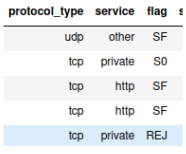 protocol_type service flag s
udp other SF
tcp private S0
tcp http SF
tcp http SF
tcp private REJ